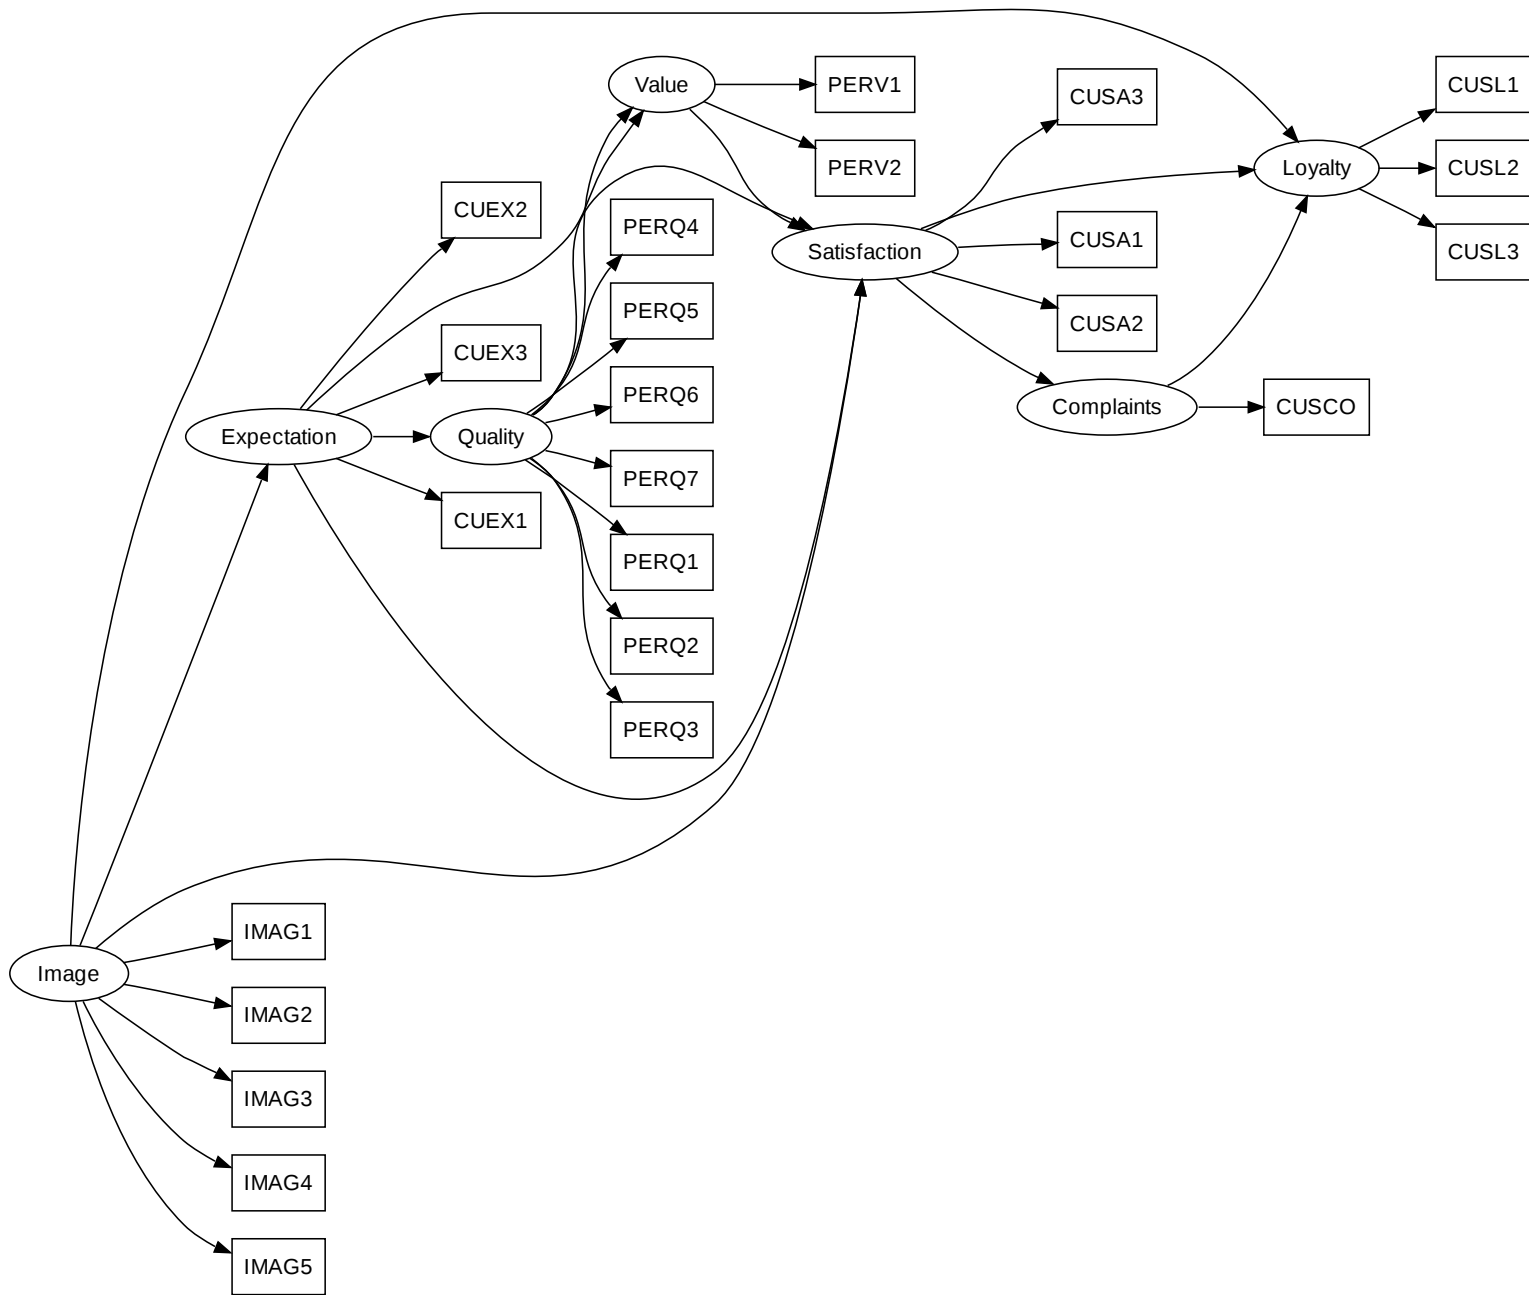 Value
PERV1
CUSA3
CUSL1
PERV2
Loyalty
CUSL2
CUEX2
PERQ4
Satisfaction
CUSA1
CUSL3
PERQ5
CUSA2
CUEX3
PERQ6
Complaints
CUSCO
Expectation
Quality
PERQ7
CUEX1
PERQ1
PERQ2
PERQ3
IMAG1
Image
IMAG2
IMAG3
IMAG4
IMAG5